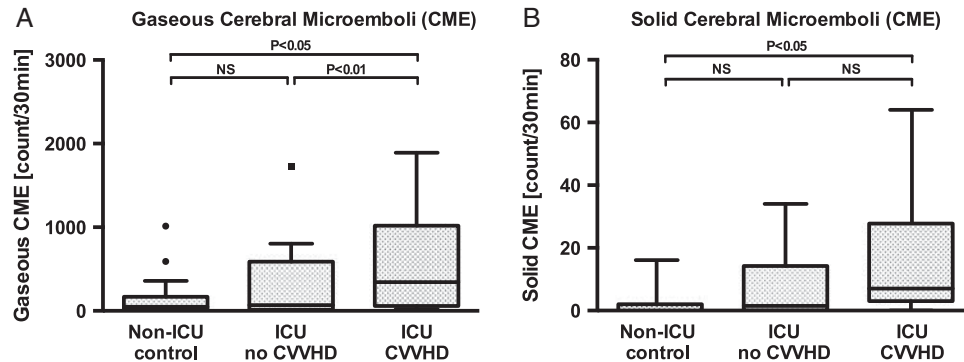 A
Gaseous Cerebral Microemboli (CME)
P<0.05
NS
P<0.01
Gaseous CME [count/30min]
3000
2000
1000
0
Non-ICU
control
ICU
no CVVHD
ICU
CVVHD
B
Solid Cerebral Microemboli (CME)
P<0.05
NS
NS
Solid CME [count/30min]
80
60
40
20
0
Non-ICU
control
ICU
no CVVHD
ICU
CVVHD